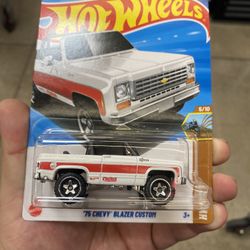 HOT WHEELS
5/10
'75 CHEVY BLAZER CUSTOM
3+